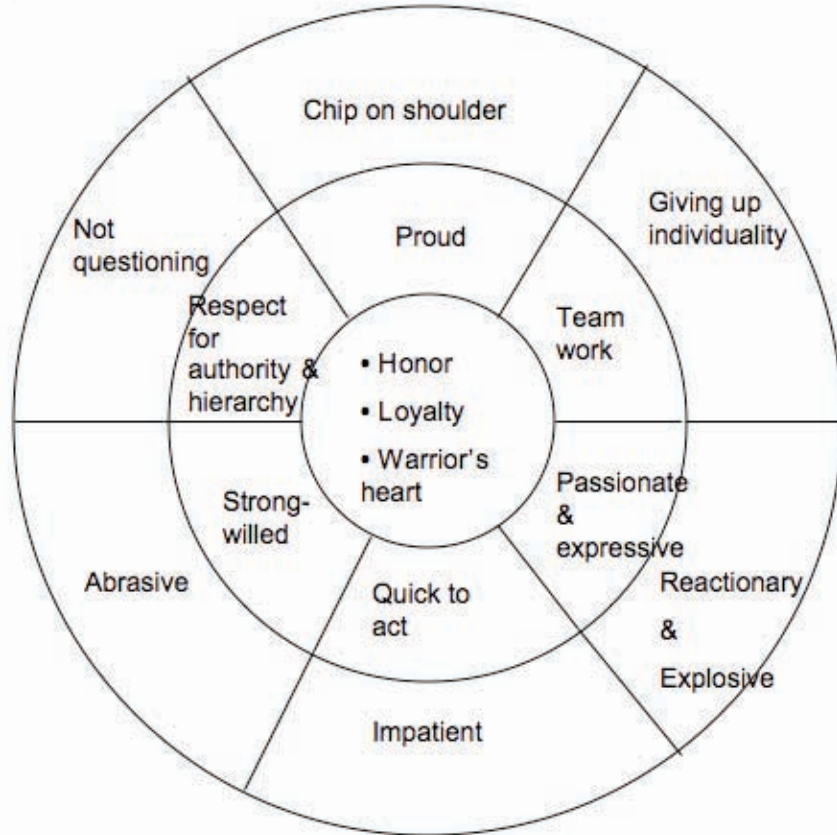 Chip on shoulder
Not
questioning
Giving up
individuality
Proud
Respect
for
authority &
hierarchy
Team
work
• Honor
• Loyalty
• Warrior's
heart
Strong-
willed
Passionate
&
expressive
Abrasive
Quick to
act
Reactionary
&
Explosive
Impatient